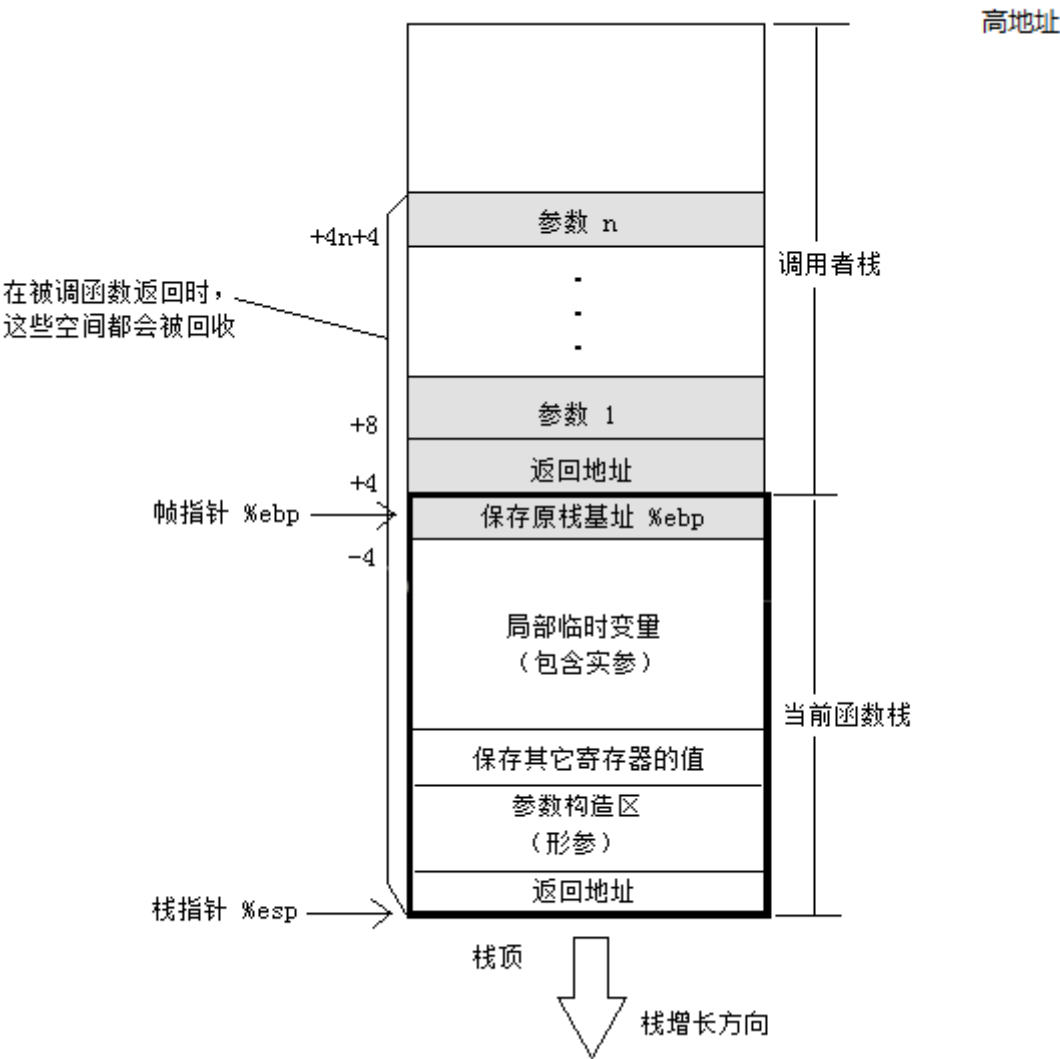 高地址
参数 n
+4n+4
调用者栈
在被调函数返回时，
这些空间都会被回收
参数 1
+8
返回地址
+4
帧指针 %ebp
保存原栈基址 %ebp
-4
局部临时变量
（包含实参）
当前函数栈
保存其它寄存器的值
参数构造区
（形参）
返回地址
栈指针 %esp
栈顶
栈增长方向